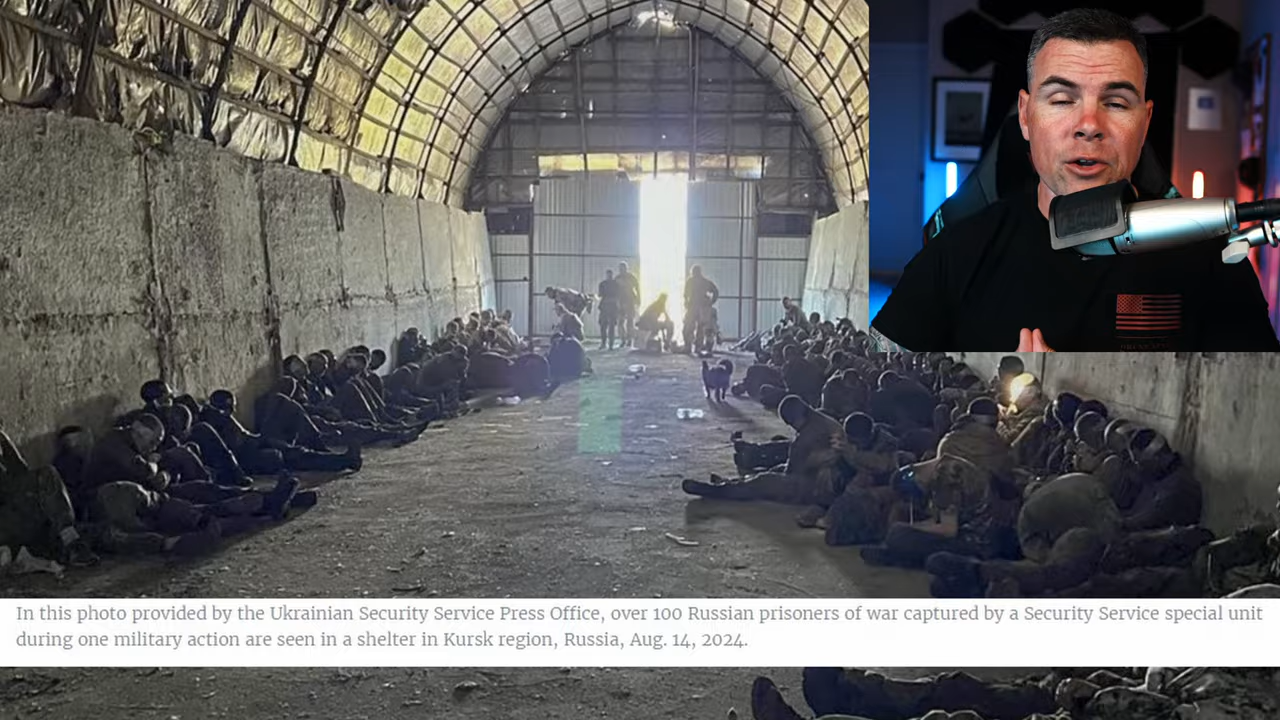 In this photo provided by the Ukrainian Security Service Press Office, over 100 Russian prisoners of war captured by a Security Service special unit
during one military action are seen in a shelter in Kursk region, Russia, Aug. 14, 2024.